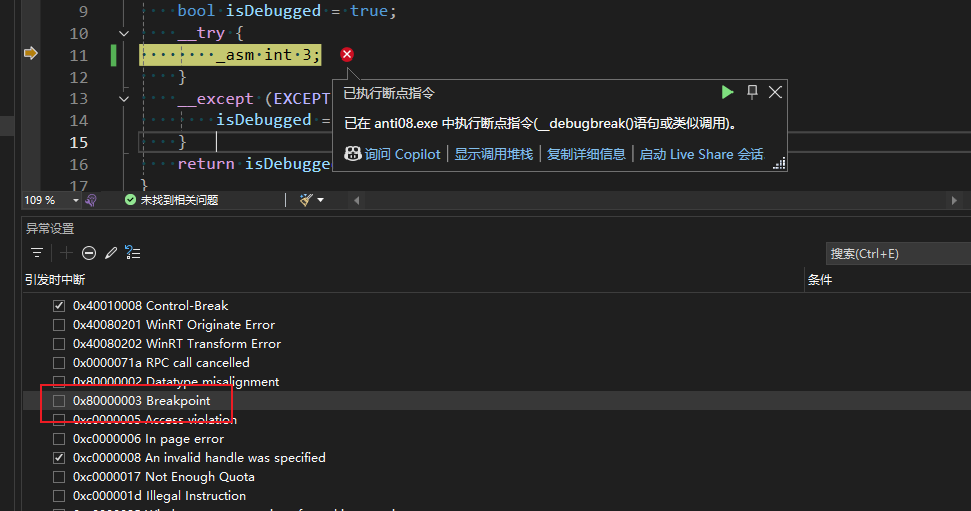 9 bool isDebugged = true;
10 __try {
11 _asm int 3;
12 }
13 __except (EXCEPT
14 isDebugged =
15 }
16 return isDebugge
17 }
已执行断点指令
已在 anti08.exe 中执行断点指令(__debugbreak()语句或类似调用)。
询问 Copilot | 显示调用堆栈 | 复制详细信息 | 启动 Live Share 会话
109 % 未找到相关问题
异常设置
搜索(Ctrl+E)
引发时中断 条件
0x40010008 Control-Break
0x40080201 WinRT Originate Error
0x40080202 WinRT Transform Error
0x0000071a RPC call cancelled
0x80000002 Datatype misalignment
0x80000003 Breakpoint
0xc0000005 Access violation
0xc0000006 In page error
0xc0000008 An invalid handle was specified
0xc0000017 Not Enough Quota
0xc000001d Illegal Instruction